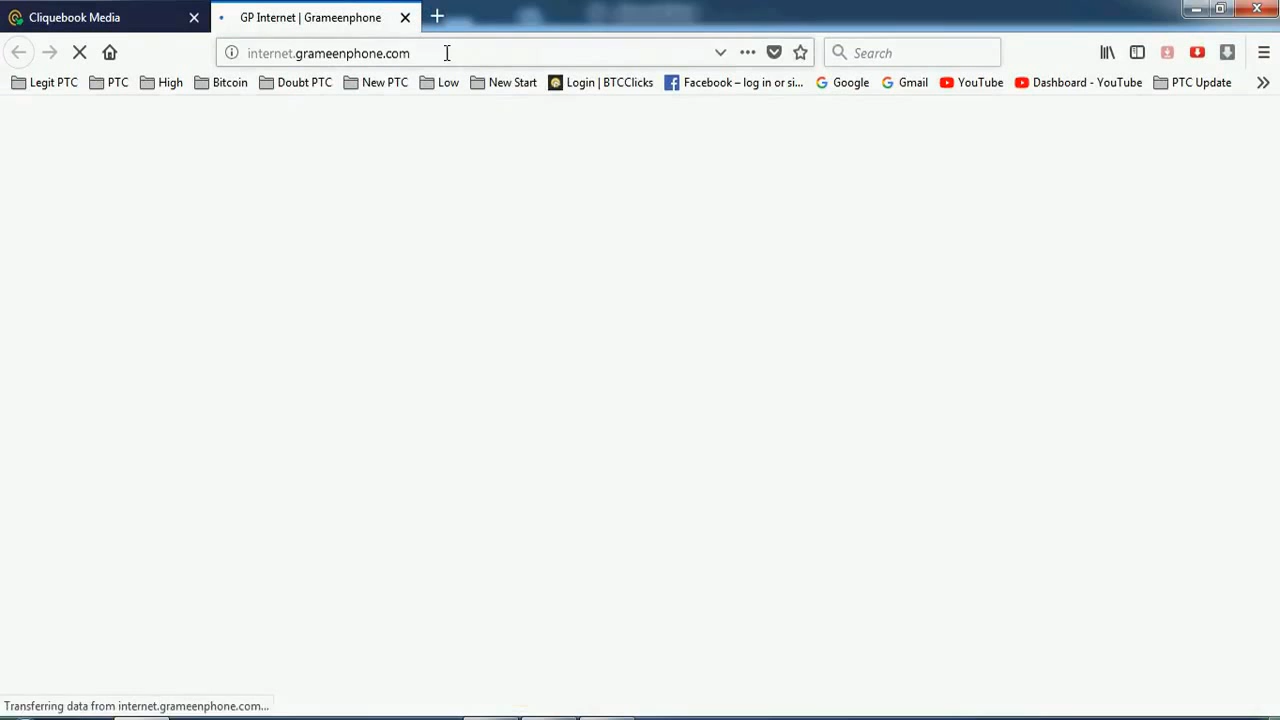 Cliquebook Media
GP Internet | Grameenphone
internet.grameenphone.com
Search
Legit PTC PTC High Bitcoin Doubt PTC New PTC Low New Start Login | BTCClicks Facebook – log in or si... Google Gmail YouTube Dashboard - YouTube PTC Update
Transferring data from internet.grameenphone.com...